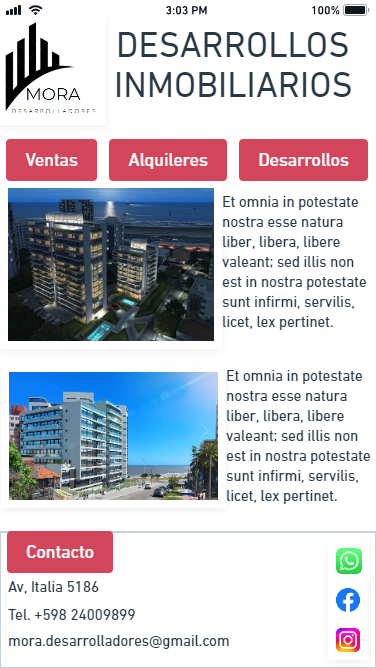 3:03 PM
100%
MORA
DESARROLLADORES
DESARROLLOS
INMOBILIARIOS
Ventas
Alquileres
Desarrollos
Et omnia in potestate
nostra esse natura
liber, libera, libere
valeant; sed illis non
est in nostra potestate
sunt infirmi, servilis,
licet, lex pertinet.
Et omnia in potestate
nostra esse natura
liber, libera, libere
valeant; sed illis non
est in nostra potestate
sunt infirmi, servilis,
licet, lex pertinet.
Contacto
Av, Italia 5186
Tel. +598 24009899
mora.desarrolladores@gmail.com